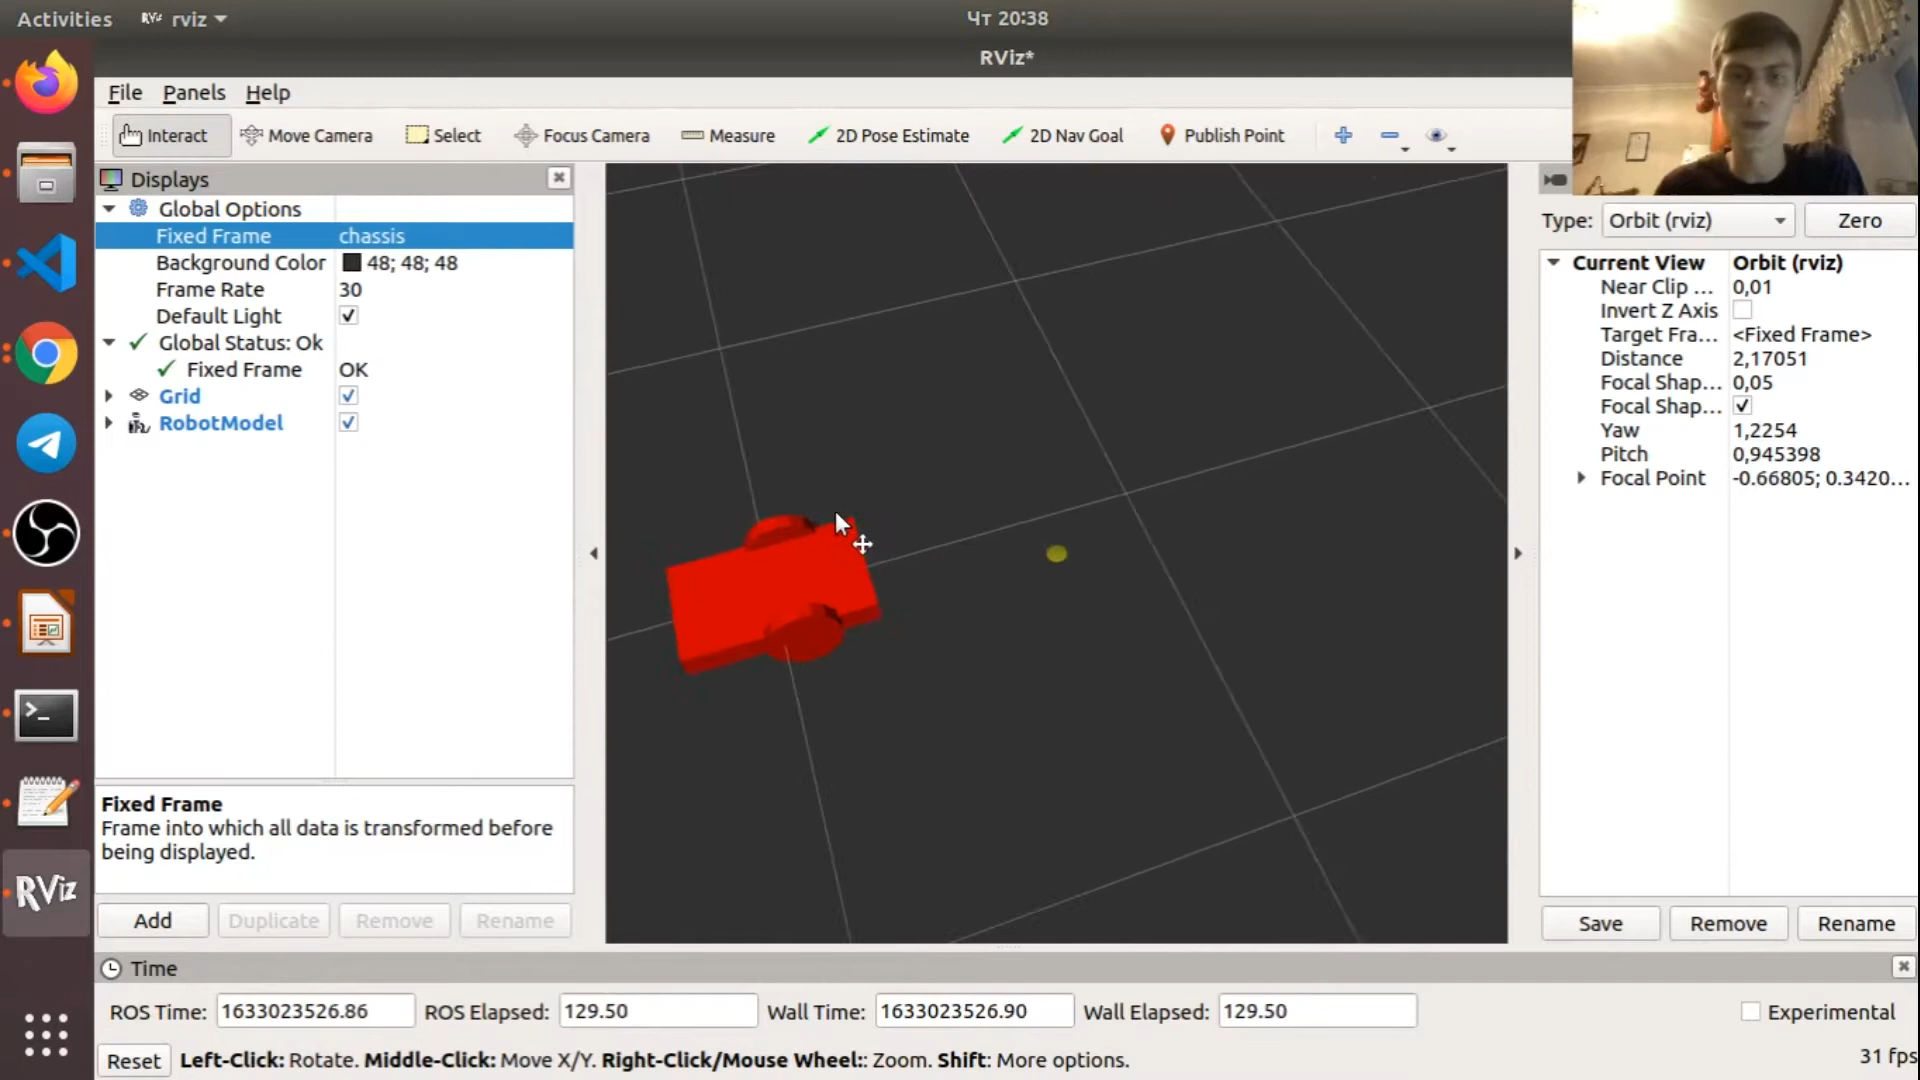 Activities
RViz rviz
Чт 20:38
RViz*
File Panels Help
Interact Move Camera Select Focus Camera Measure 2D Pose Estimate 2D Nav Goal Publish Point
Displays
Global Options
Fixed Frame chassis
Background Color 48; 48; 48
Frame Rate 30
Default Light
Global Status: Ok
Fixed Frame OK
Grid
RobotModel
Fixed Frame
Frame into which all data is transformed before
being displayed.
Add Duplicate Remove Rename
Type: Orbit (rviz) Zero
Current View Orbit (rviz)
Near Clip ... 0,01
Invert Z Axis
Target Fra... <Fixed Frame>
Distance 2,17051
Focal Shap... 0,05
Focal Shap...
Yaw 1,2254
Pitch 0,945398
Focal Point -0.66805; 0.3420...
Save Remove Rename
RViz
Time
ROS Time: 1633023526.86 ROS Elapsed: 129.50 Wall Time: 1633023526.90 Wall Elapsed: 129.50 Experimental
Reset Left-Click: Rotate. Middle-Click: Move X/Y. Right-Click/Mouse Wheel:: Zoom. Shift: More options. 31 fps